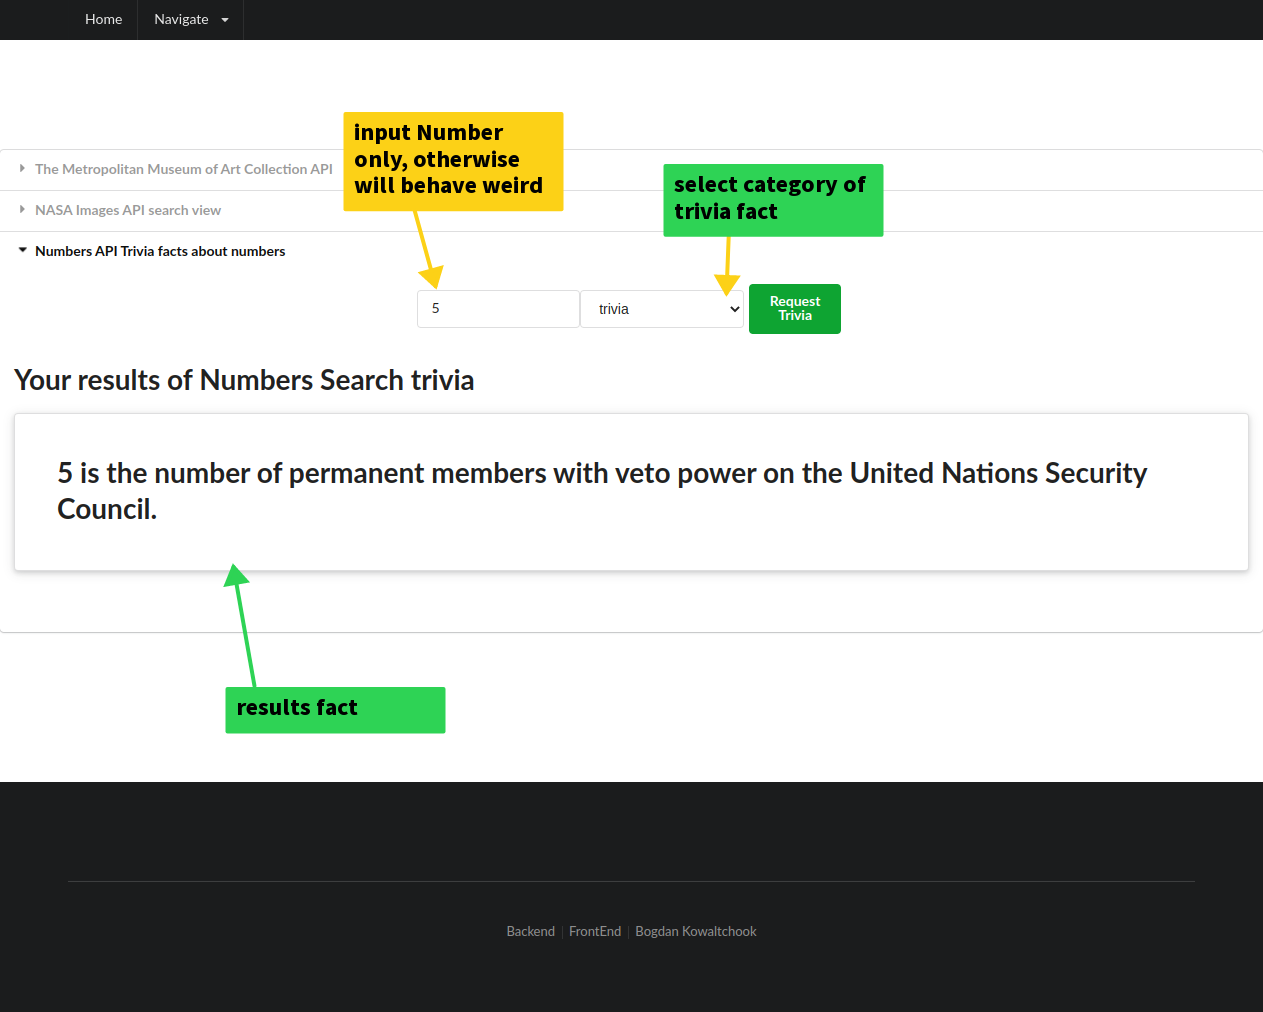 Home
Navigate
input Number
only, otherwise
will behave weird
select category of
trivia fact
The Metropolitan Museum of Art Collection API
NASA Images API search view
Numbers API Trivia facts about numbers
5
trivia
Request
Trivia
Your results of Numbers Search trivia
5 is the number of permanent members with veto power on the United Nations Security
Council.
results fact
Backend
FrontEnd
Bogdan Kowaltchook